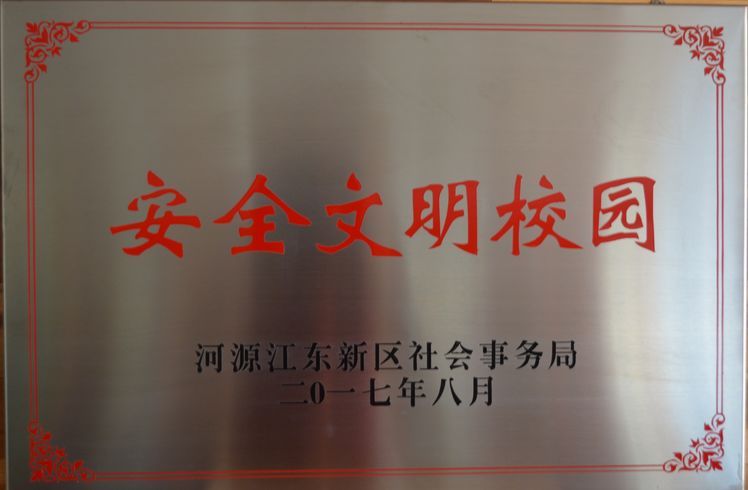 安全文明校园
河源江东新区社会事务局
二0一七年八月